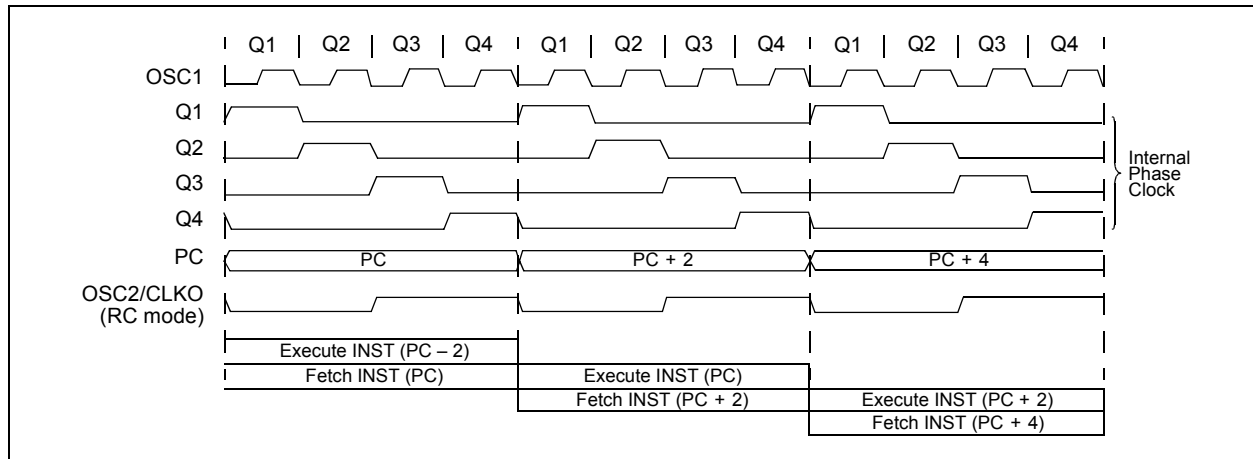 Q1 Q2 Q3 Q4 Q1 Q2 Q3 Q4 Q1 Q2 Q3 Q4
OSC1
Q1
Q2
Q3
Q4
Internal
Phase
Clock
PC PC PC + 2 PC + 4
OSC2/CLKO
(RC mode)
Execute INST (PC – 2)
Fetch INST (PC) Execute INST (PC)
Fetch INST (PC + 2) Execute INST (PC + 2)
Fetch INST (PC + 4)